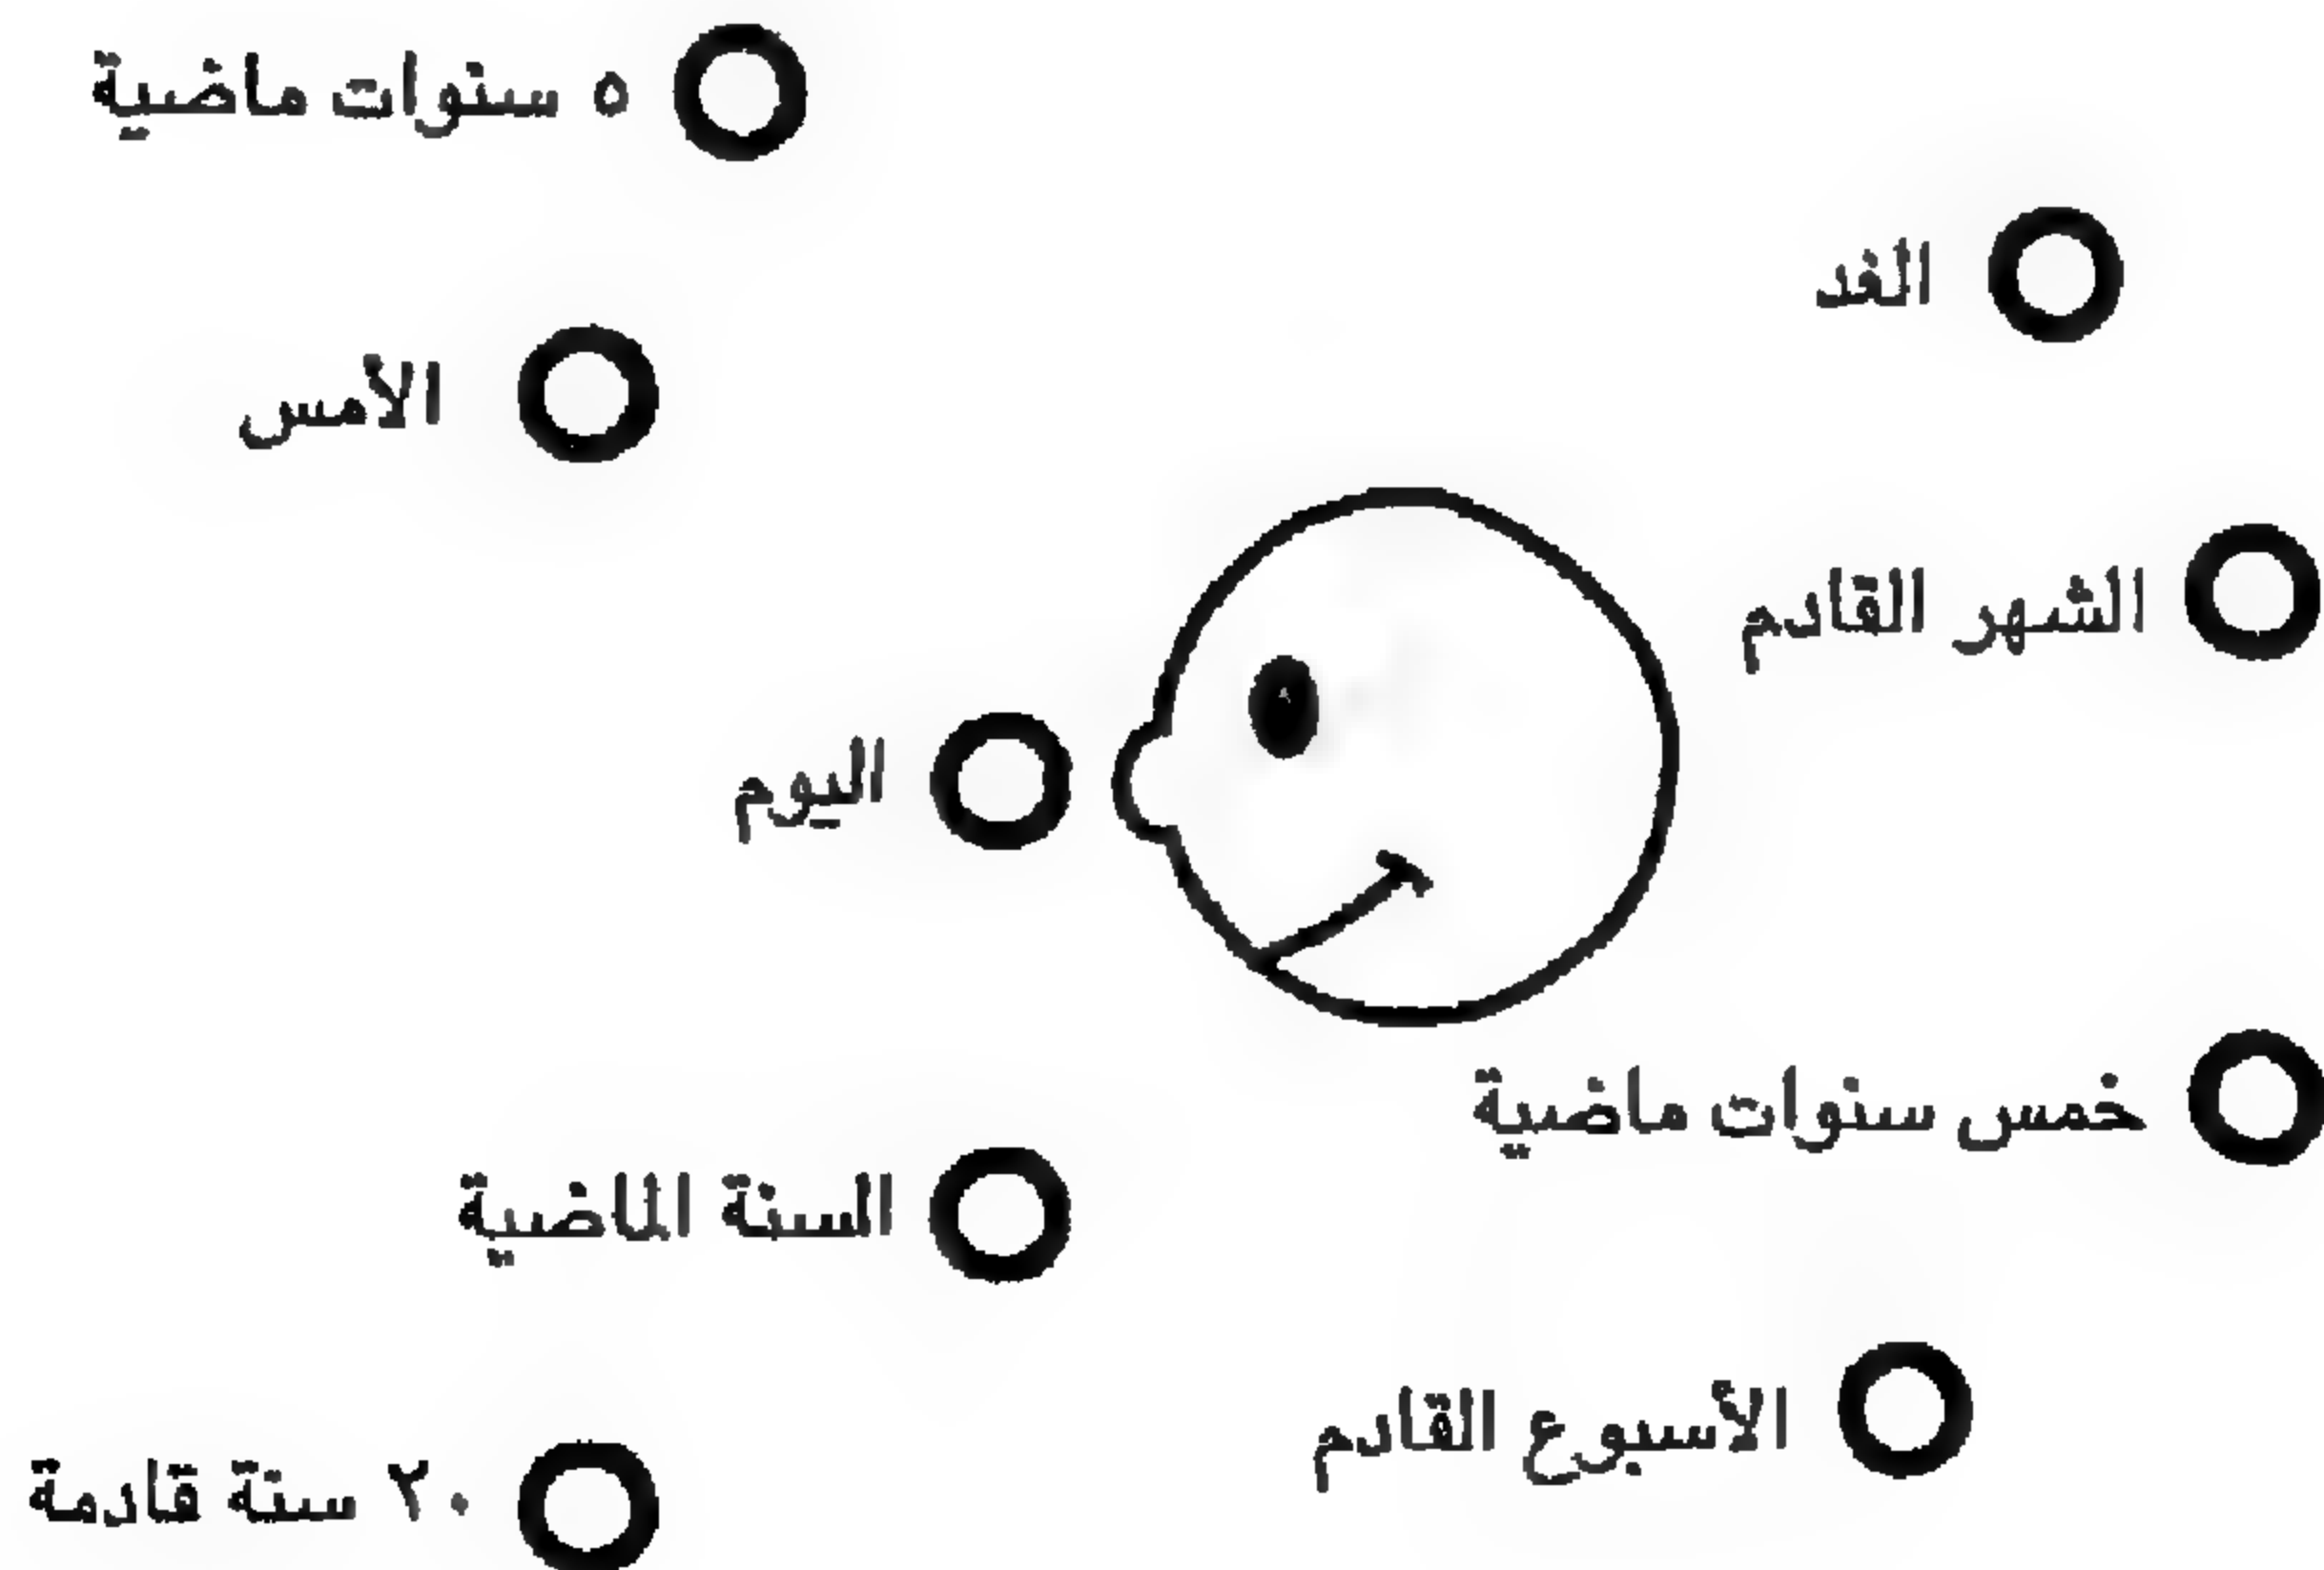 ٥ سنوات ماضية
الغد
الأمس
الشهر القادم
اليوم
خمس سنوات ماضية
السنة الماضية
الأسبوع القادم
٢٠ سنة قادمة